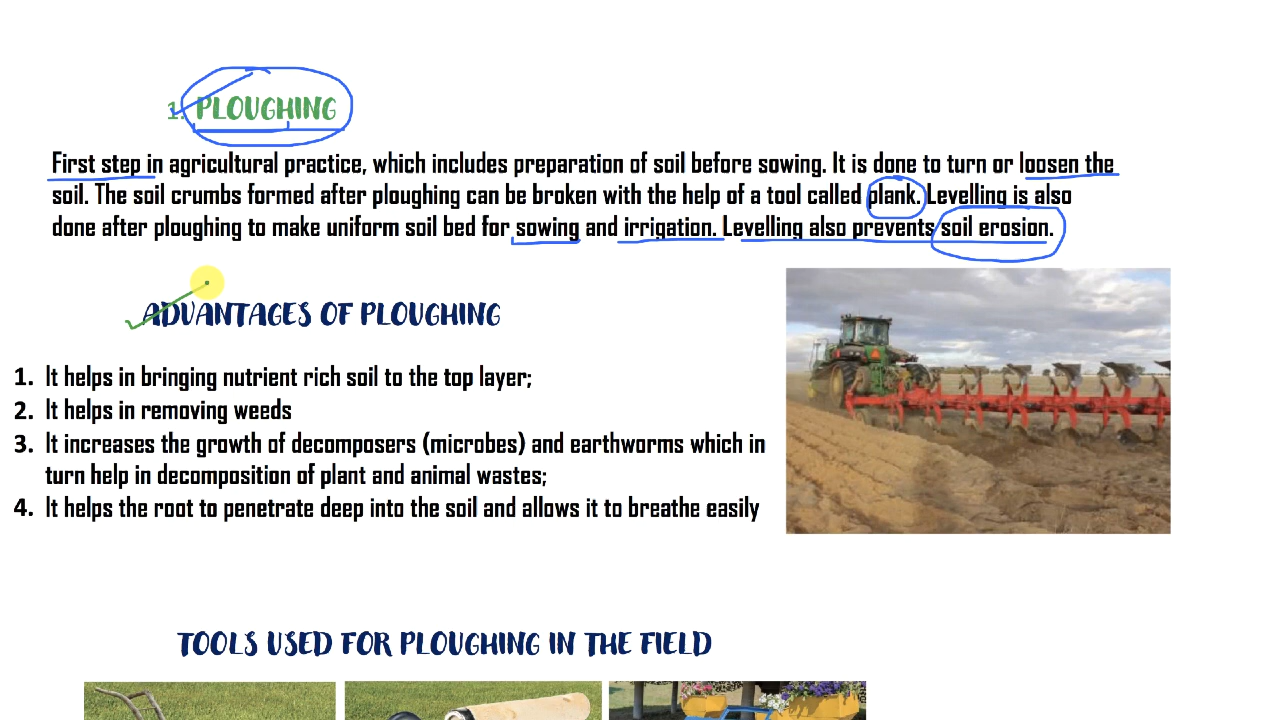 1. PLOUGHING
First step in agricultural practice, which includes preparation of soil before sowing. It is done to turn or loosen the
soil. The soil crumbs formed after ploughing can be broken with the help of a tool called plank. Levelling is also
done after ploughing to make uniform soil bed for sowing and irrigation. Levelling also prevents soil erosion.
ADVANTAGES OF PLOUGHING
1. It helps in bringing nutrient rich soil to the top layer;
2. It helps in removing weeds
3. It increases the growth of decomposers (microbes) and earthworms which in
turn help in decomposition of plant and animal wastes;
4. It helps the root to penetrate deep into the soil and allows it to breathe easily
TOOLS USED FOR PLOUGHING IN THE FIELD